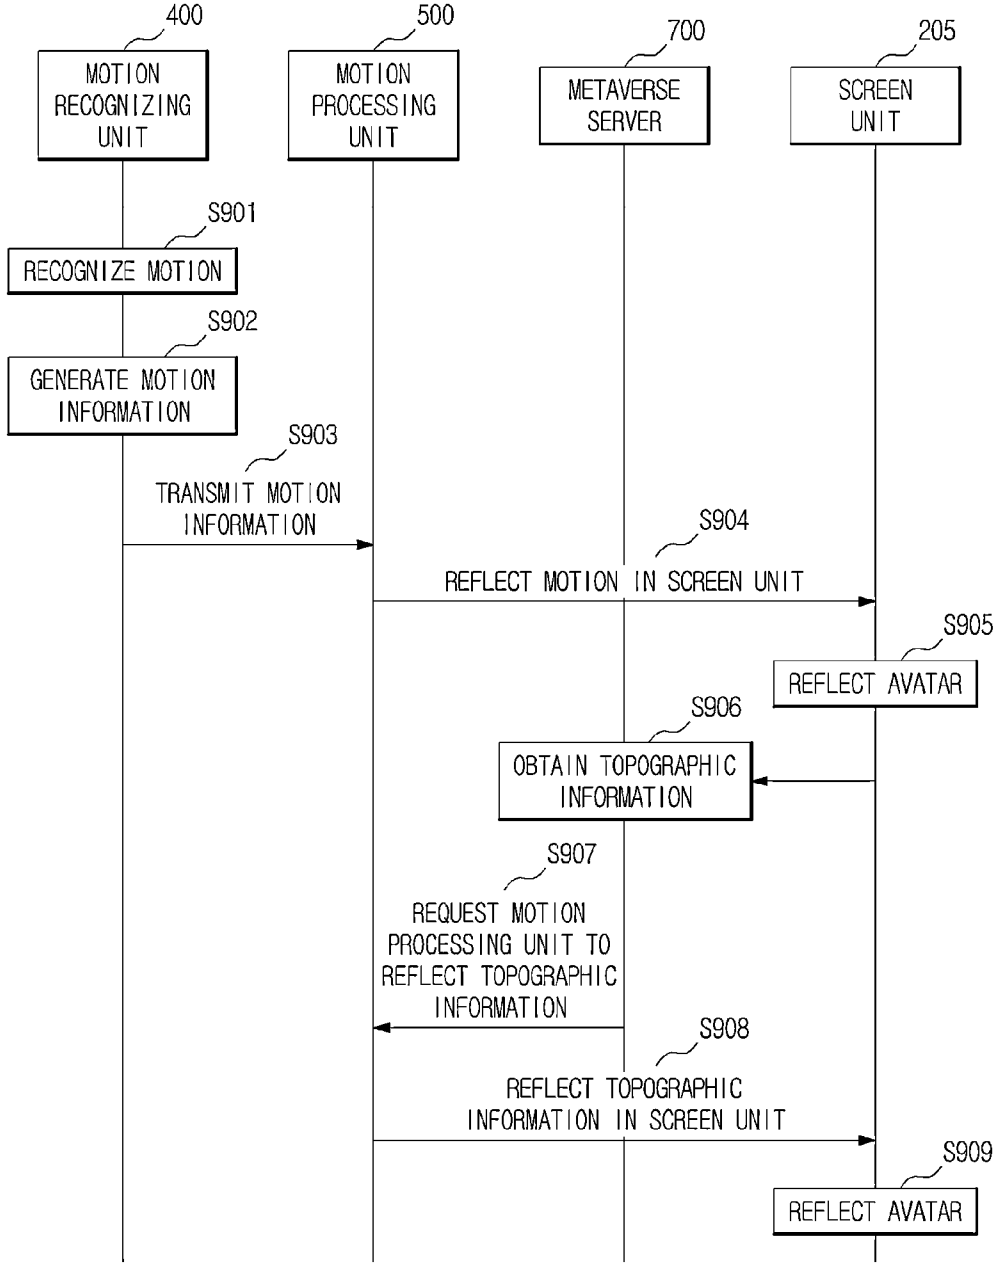 400
500
700
205
MOTION
RECOGNIZING
UNIT
MOTION
PROCESSING
UNIT
METAVERSE
SERVER
SCREEN
UNIT
S901
RECOGNIZE MOTION
S902
GENERATE MOTION
INFORMATION
S903
TRANSMIT MOTION
INFORMATION
S904
REFLECT MOTION IN SCREEN UNIT
S905
REFLECT AVATAR
S906
OBTAIN TOPOGRAPHIC
INFORMATION
S907
REQUEST MOTION
PROCESSING UNIT TO
REFLECT TOPOGRAPHIC
INFORMATION
S908
REFLECT TOPOGRAPHIC
INFORMATION IN SCREEN UNIT
S909
REFLECT AVATAR